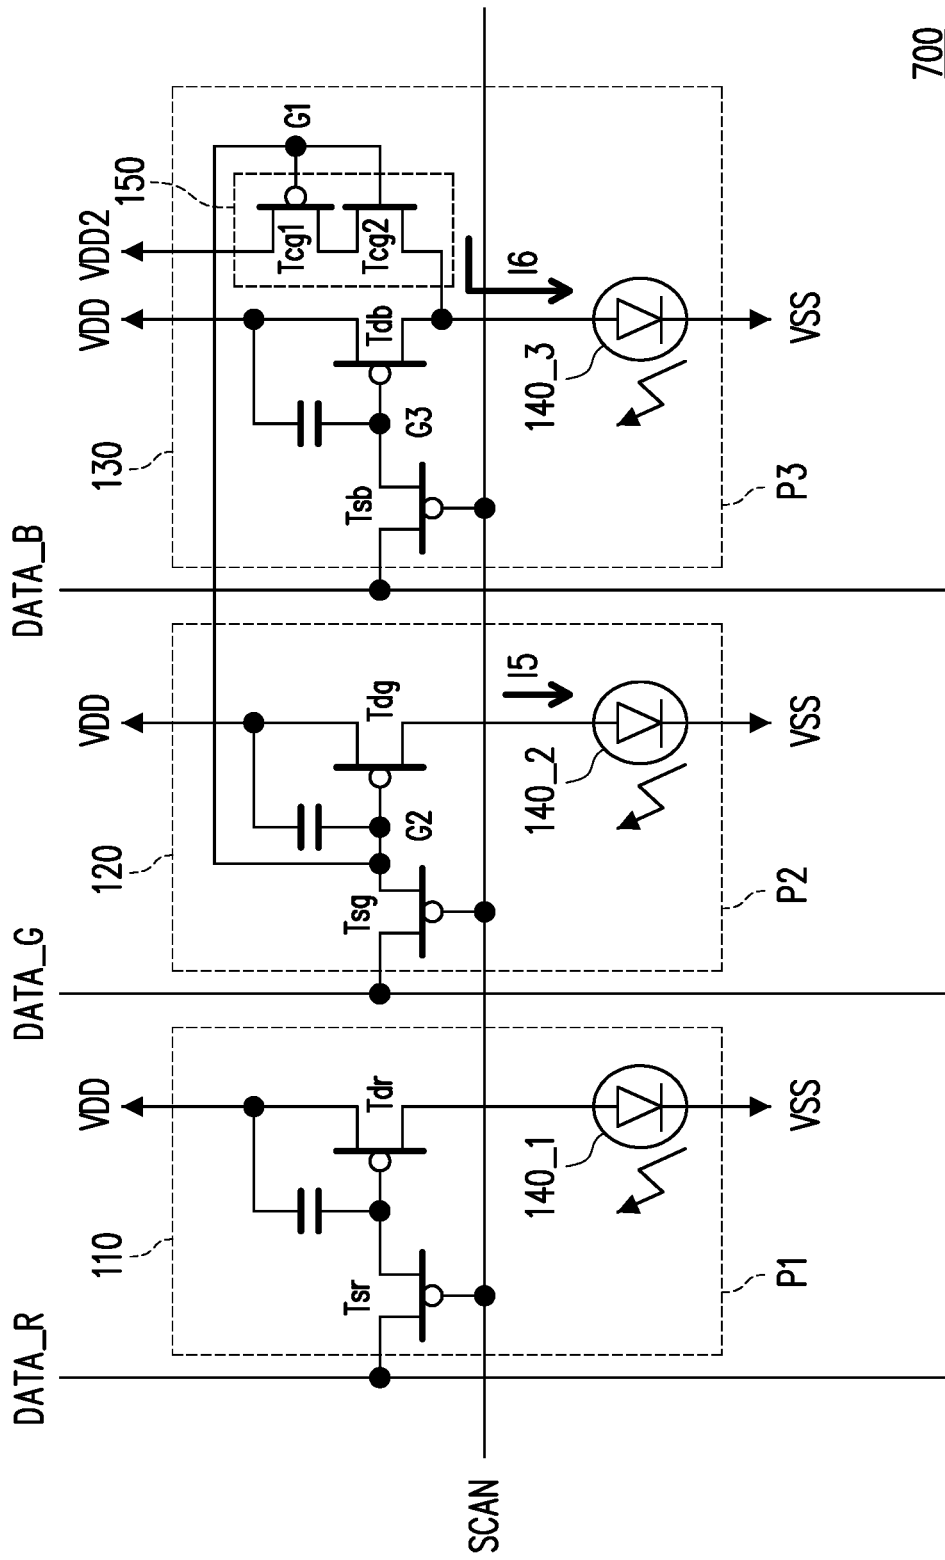 700
DATA_R
DATA_G
DATA_B
110
VDD
120
VDD
130
VDD
VDD2
150
G1
Tcg1
Tcg2
Tdr
Tdg
Tdb
Tsr
Tsg
G2
Tsb
G3
SCAN
I5
I6
140_1
140_2
140_3
P1
VSS
P2
VSS
P3
VSS